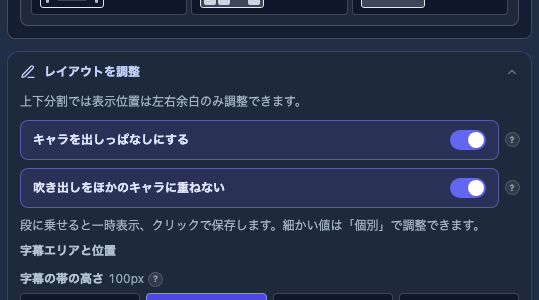 レイアウトを調整
上下分割では表示位置は左右余白のみ調整できます。
キャラを出しっぱなしにする
?
吹き出しをほかのキャラに重ねない
?
段に乗せると一時表示、クリックで保存します。細かい値は「個別」で調整できます。
字幕エリアと位置
字幕の帯の高さ 100px ?